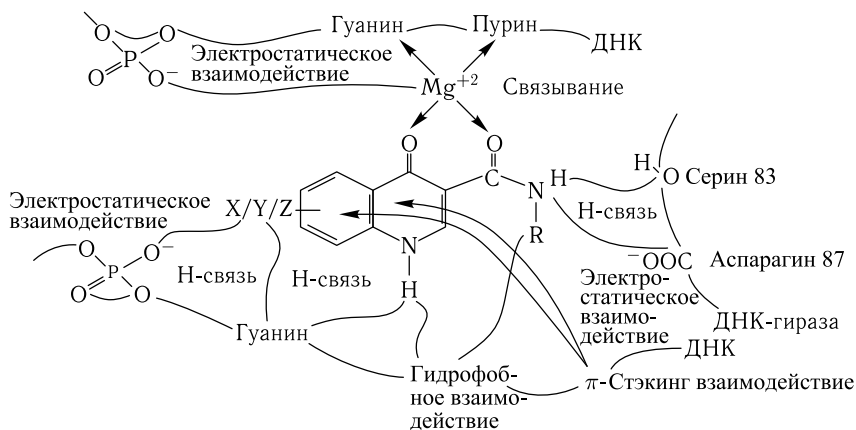 Гуанин Пурин ДНК
O O P O O⁻
Электростатическое
взаимодействие
Mg⁺² Связывание
O O
C N H
H O Серин 83
R Н-связь
Электростатическое
взаимодействие
X/Y/Z
N
H
⁻OOC Аспарагин 87
O O⁻ P O O
Н-связь Н-связь
Гуанин
Электро-
статическое
взаимо-
действие
ДНК-гираза
ДНК
π-Стэкинг взаимодействие
Гидрофоб-
ное взаимо-
действие